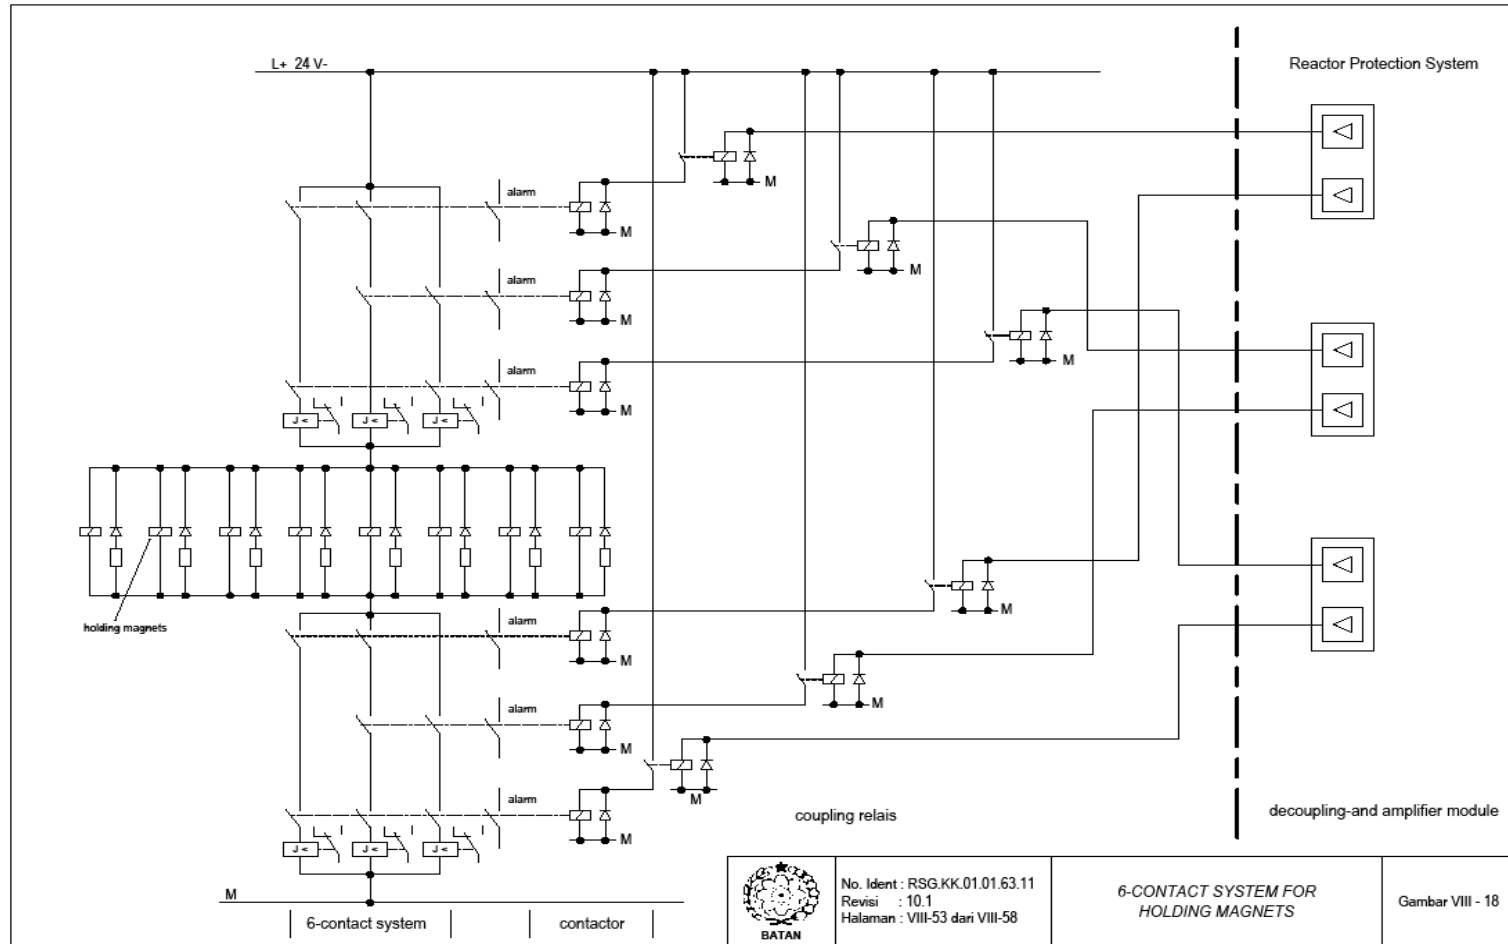 L+ 24 V-
Reactor Protection System
alarm
M
M
alarm
M
M
alarm
M
M
I
I
I
J <
J <
J <
holding magnets
alarm
M
M
alarm
M
M
alarm
M
M
I
I
I
J <
J <
J <
coupling relais
decoupling-and amplifier module
M
6-contact system
contactor
BATAN
No. Ident : RSG.KK.01.01.63.11
Revisi : 10.1
Halaman : VIII-53 dari VIII-58
6-CONTACT SYSTEM FOR
HOLDING MAGNETS
Gambar VIII - 18